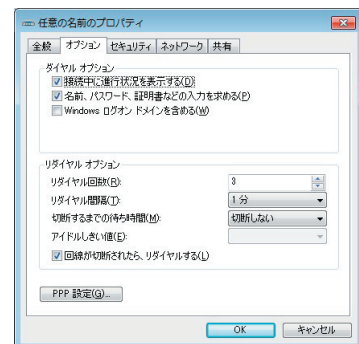 任意の名前のプロパティ
全般 オプション セキュリティ ネットワーク 共有
ダイヤル オプション
接続中に進行状況を表示する(D)
名前、パスワード、証明書などの入力を求める(P)
Windows ログオン ドメインを含める(W)
リダイヤル オプション
リダイヤル回数(R): 3
リダイヤル間隔(T): 1 分
切断するまでの待ち時間(M): 切断しない
アイドルしきい値(E):
回線が切断されたら、リダイヤルする(L)
PPP 設定(G)...
OK キャンセル